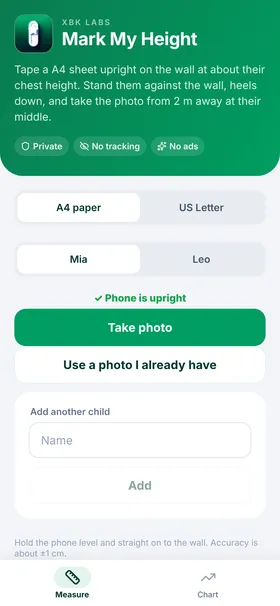 XBK LABS
Mark My Height
Tape a A4 sheet upright on the wall at about their
chest height. Stand them against the wall, heels
down, and take the photo from 2 m away at their
middle.
Private
No tracking
No ads
A4 paper
US Letter
Mia
Leo
✓ Phone is upright
Take photo
Use a photo I already have
Add another child
Name
Add
Hold the phone level and straight on to the wall. Accuracy is
about ±1 cm.
Measure
Chart